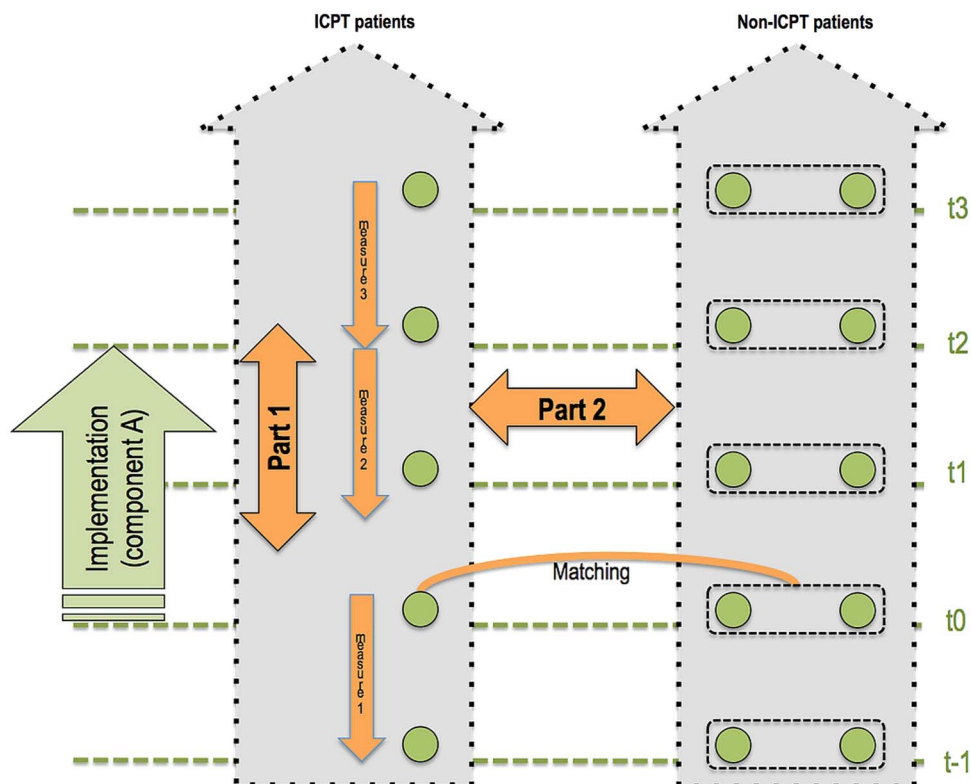 ICPT patients
Non-ICPT patients
measure 3
t3
t2
Implementation
(component A)
Part 1
measure 2
Part 2
t1
Matching
measure 1
t0
t-1